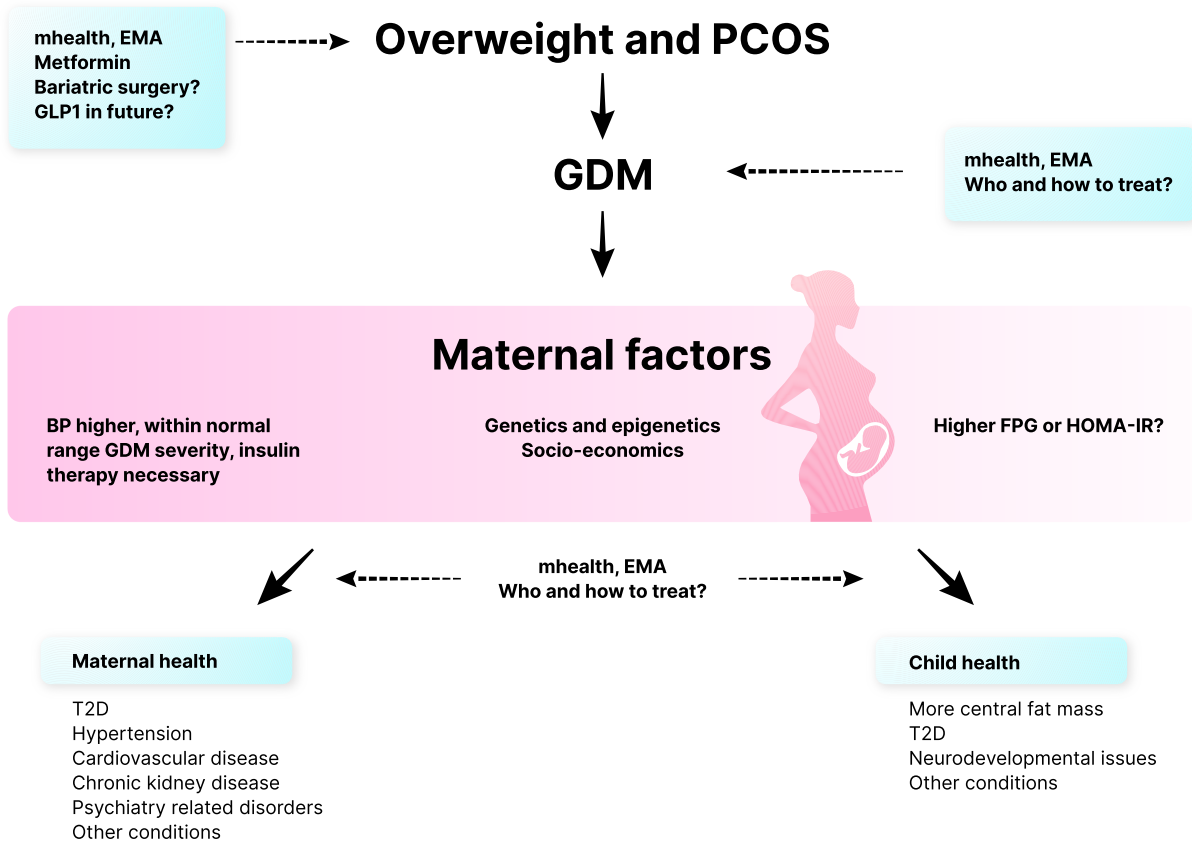 mhealth, EMA
Metformin
Bariatric surgery?
GLP1 in future?
Overweight and PCOS
GDM
mhealth, EMA
Who and how to treat?
Maternal factors
BP higher, within normal
range GDM severity, insulin
therapy necessary
Genetics and epigenetics
Socio-economics
Higher FPG or HOMA-IR?
mhealth, EMA
Who and how to treat?
Maternal health
T2D
Hypertension
Cardiovascular disease
Chronic kidney disease
Psychiatry related disorders
Other conditions
Child health
More central fat mass
T2D
Neurodevelopmental issues
Other conditions